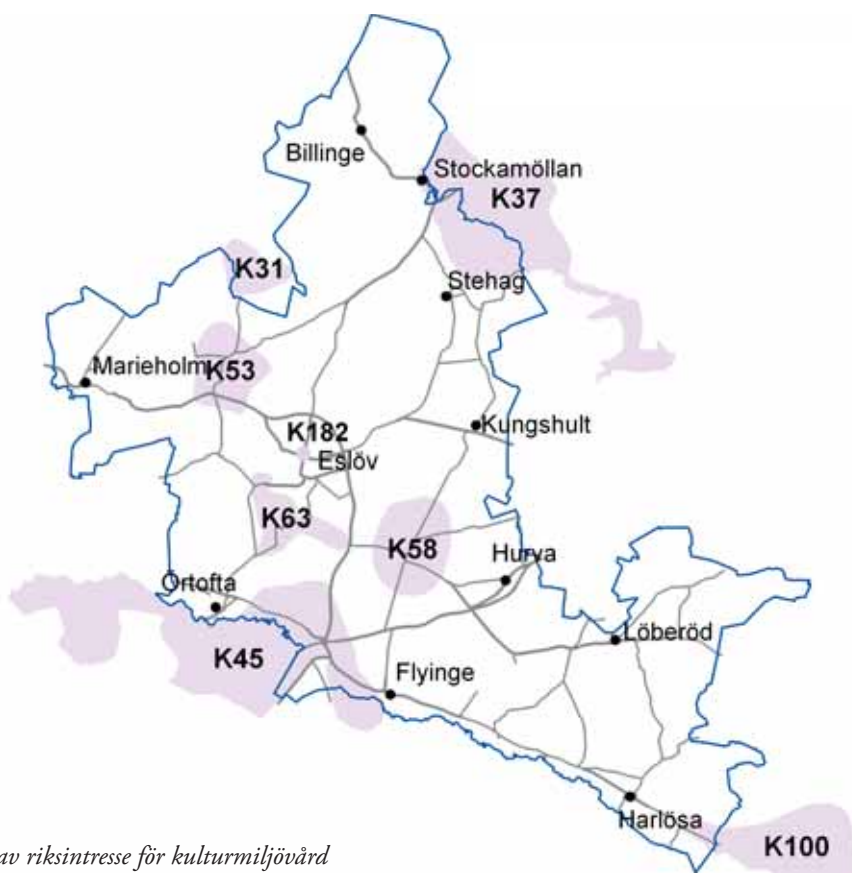 Billinge
Stockamöllan
K37
K31
Stehag
Marieholm
K53
K182
Kungshult
Eslöv
K63
K58
Hurva
Örtofta
Löberöd
K45
Flyinge
Harlösa
K100
av riksintresse för kulturmiljövård